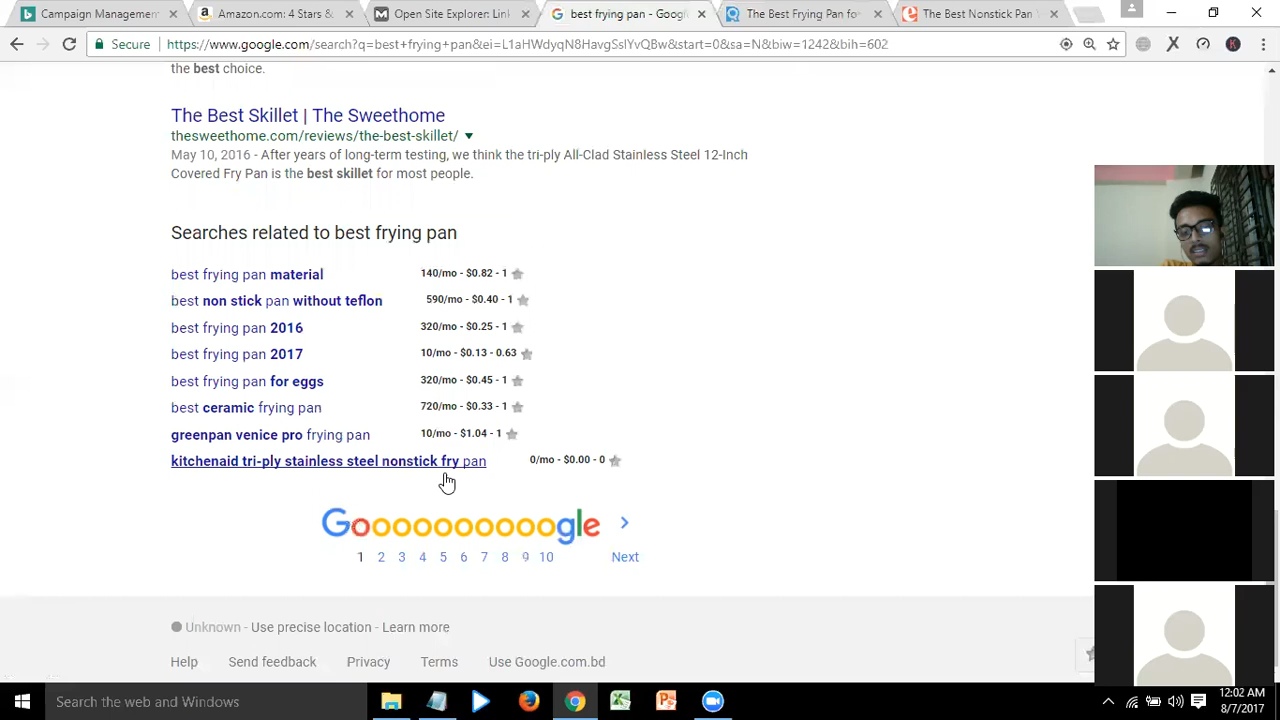 Campaign Managemen
Amazon.com: 4 Stars &
Open Site Explorer: Link
best frying pan - Google
The Best Frying Pan for
The Best Nonstick Pan W
Secure
https://www.google.com/search?q=best+frying+pan&ei=L1aHWdyqN8HavgSslYvQBw&start=0&sa=N&biw=1242&bih=602
the best choice.
The Best Skillet | The Sweethome
thesweethome.com/reviews/the-best-skillet/
May 10, 2016 - After years of long-term testing, we think the tri-ply All-Clad Stainless Steel 12-Inch
Covered Fry Pan is the best skillet for most people.
Searches related to best frying pan
best frying pan material 140/mo - $0.82 - 1
best non stick pan without teflon 590/mo - $0.40 - 1
best frying pan 2016 320/mo - $0.25 - 1
best frying pan 2017 10/mo - $0.13 - 0.63
best frying pan for eggs 320/mo - $0.45 - 1
best ceramic frying pan 720/mo - $0.33 - 1
greenpan venice pro frying pan 10/mo - $1.04 - 1
kitchenaid tri-ply stainless steel nonstick fry pan 0/mo - $0.00 - 0
Goooooooooogle
1 2 3 4 5 6 7 8 9 10 Next
Unknown - Use precise location - Learn more
Help Send feedback Privacy Terms Use Google.com.bd
Search the web and Windows
12:02 AM
8/7/2017